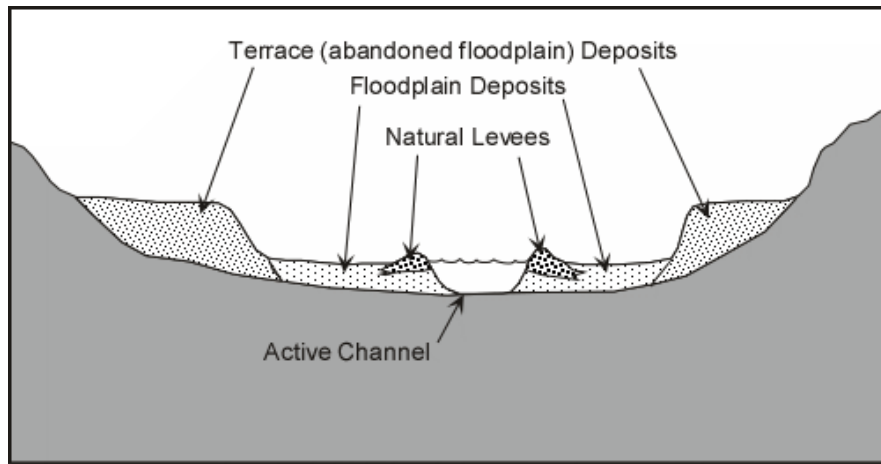 Terrace (abandoned floodplain) Deposits
Floodplain Deposits
Natural Levees
Active Channel